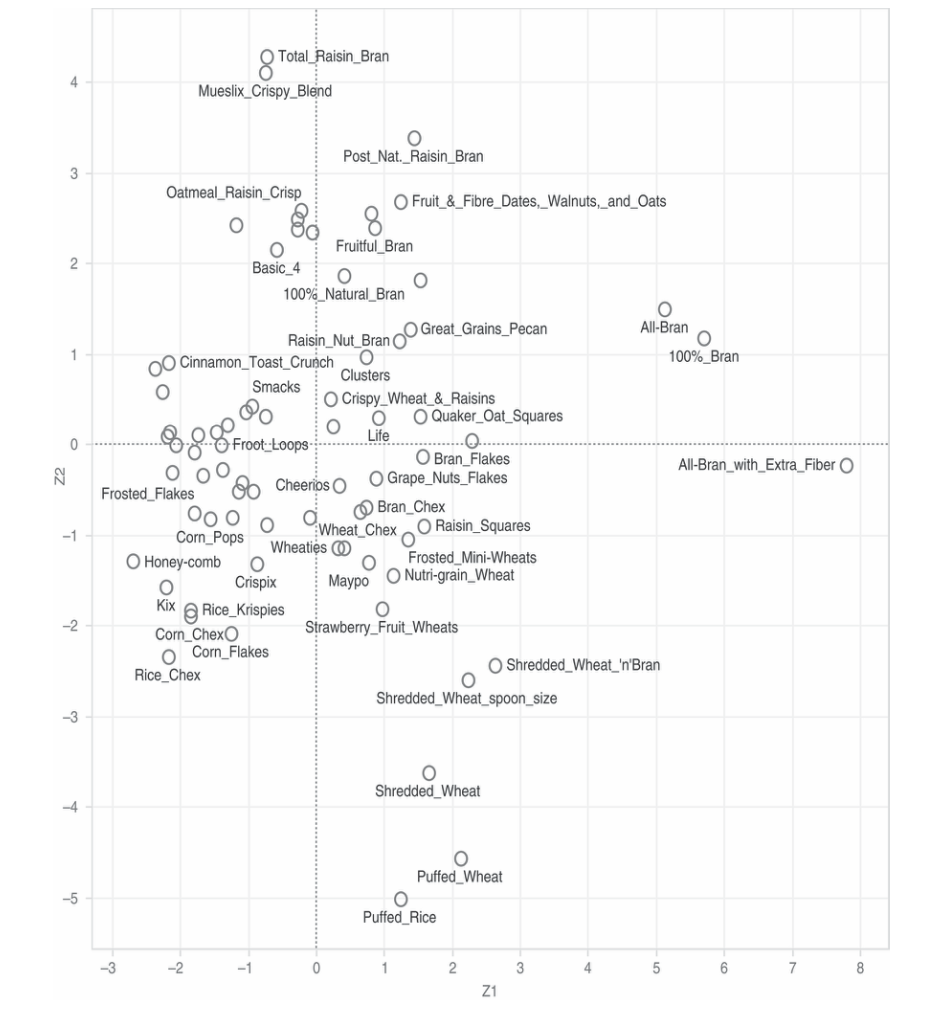 Total_Raisin_Bran
4
Mueslix_Crispy_Blend
Post_Nat._Raisin_Bran
3
Oatmeal_Raisin_Crisp
Fruit_&_Fibre_Dates,_Walnuts,_and_Oats
Fruitful_Bran
2
Basic_4
100%_Natural_Bran
All-Bran
Great_Grains_Pecan
Raisin_Nut_Bran
100%_Bran
1
Cinnamon_Toast_Crunch
Clusters
Smacks
Crispy_Wheat_&_Raisins
Quaker_Oat_Squares
Life
0
Froot_Loops
Bran_Flakes
All-Bran_with_Extra_Fiber
Z2
Grape_Nuts_Flakes
Cheerios
Frosted_Flakes
Bran_Chex
Raisin_Squares
Wheat_Chex
−1
Corn_Pops
Wheaties
Frosted_Mini-Wheats
Honey-comb
Nutri-grain_Wheat
Crispix
Maypo
Kix
Rice_Krispies
−2
Strawberry_Fruit_Wheats
Corn_Chex
Corn_Flakes
Shredded_Wheat_'n'Bran
Rice_Chex
Shredded_Wheat_spoon_size
−3
Shredded_Wheat
−4
Puffed_Wheat
−5
Puffed_Rice
−3 −2 −1 0 1 2 3 4 5 6 7 8
Z1